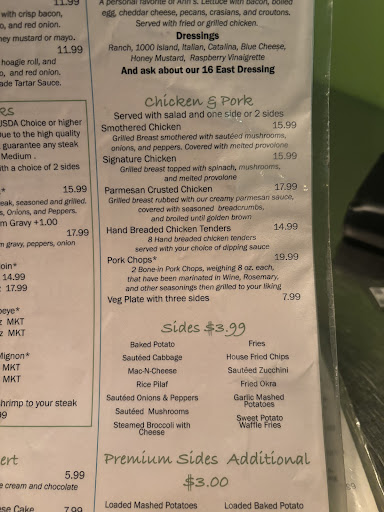 11.99
with crisp bacon,
o, and red onion.
ney mustard or mayo.
11.99
hoagie roll, and
o, and red onion.
ade Tartar Sauce.
USDA Choice or higher
Due to the high quality
guarantee any steak
Medium .
th a choice of 2 sides
15.99
eak, seasoned and grilled.
s, Onions, and Peppers.
m Gravy +1.00
17.99
m gravy, peppers, onion
oin*
14.99
z 17.99
beye*
z MKT
z MKT
Mignon*
MKT
MKT
shrimp to your steak
99
ert
5.99
e cream and chocolate
ese Cake 7.99
A personal favorite of Ann's. Lettuce with bacon, boiled
egg, cheddar cheese, pecans, crasians, and croutons.
Served with fried or grilled chicken.
Dressings
Ranch, 1000 Island, Italian, Catalina, Blue Cheese,
Honey Mustard, Raspberry Vinaigrette
And ask about our 16 East Dressing
Chicken & Pork
Served with salad and one side or 2 sides
Smothered Chicken 15.99
Grilled Breast smothered with sautéed mushrooms,
onions, and peppers. Covered with melted provolone
Signature Chicken 16.99
Grilled breast topped with spinach, mushrooms,
and melted provolone
Parmesan Crusted Chicken 17.99
Grilled breast rubbed with our creamy parmesan sauce,
covered with seasoned breadcrumbs,
and broiled until golden brown
Hand Breaded Chicken Tenders 14.99
8 Hand breaded chicken tenders
served with your choice of dipping sauce
Pork Chops* 19.99
2 Bone-in Pork Chops, weighing 8 oz. each,
that have been marinated in Wine, Rosemary,
and other seasonings then grilled to your liking
Veg Plate with three sides 7.99
Sides $3.99
Baked Potato
Sautéed Cabbage
Mac-N-Cheese
Rice Pilaf
Sautéed Onions & Peppers
Sautéed Mushrooms
Steamed Broccoli with
Cheese
Fries
House Fried Chips
Sautéed Zucchini
Fried Okra
Garlic Mashed
Potatoes
Sweet Potato
Waffle Fries
Premium Sides Additional
$3.00
Loaded Mashed Potatoes Loaded Baked Potato